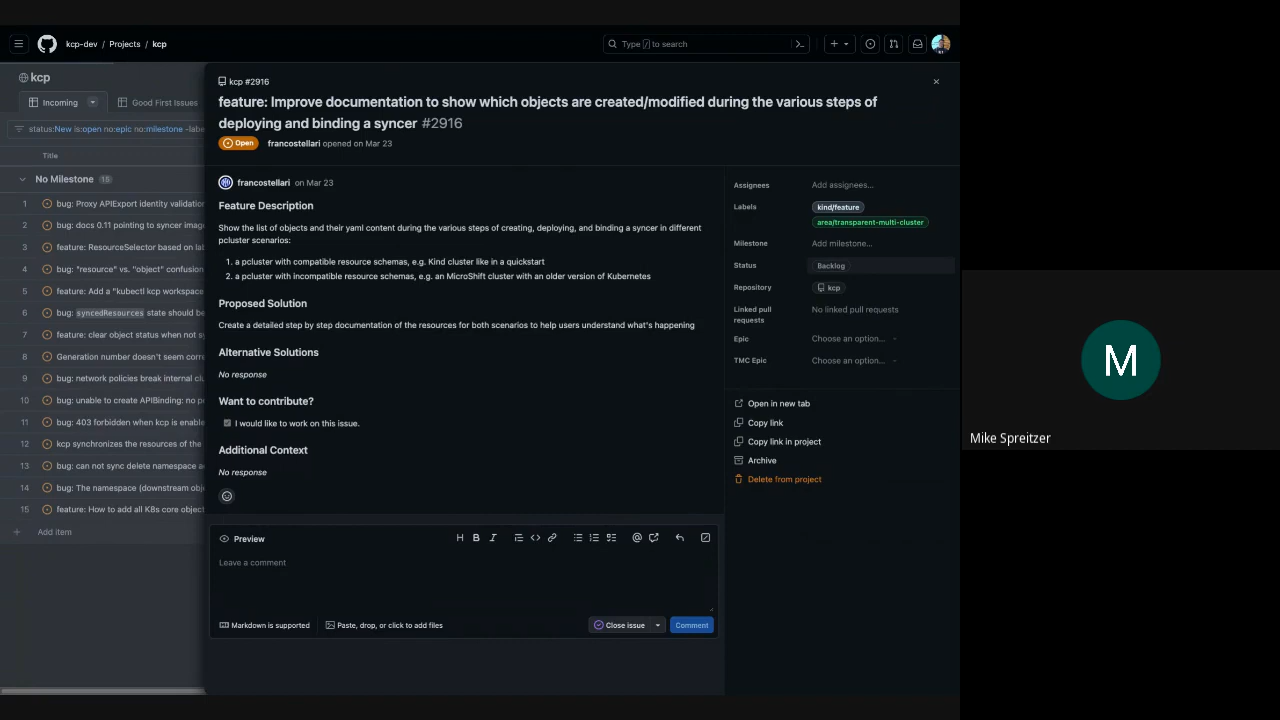 kcp-dev / Projects / kcp
Type / to search
kcp
Incoming
Good First Issues
status:New is:open no:epic no:milestone -labe
Title
No Milestone 15
1 bug: Proxy APIExport identity validation
2 bug: docs 0.11 pointing to syncer imag
3 feature: ResourceSelector based on lab
4 bug: "resource" vs. "object" confusion
5 feature: Add a "kubectl kcp workspace
6 bug: syncedResources state should be
7 feature: clear object status when not sy
8 Generation number doesn't seem corre
9 bug: network policies break internal clu
10 bug: unable to create APIBinding: no pe
11 bug: 403 forbidden when kcp is enable
12 kcp synchronizes the resources of the
13 bug: can not sync delete namespace a
14 bug: The namespace (downstream obje
15 feature: How to add all K8s core object
Add item
kcp #2916
feature: Improve documentation to show which objects are created/modified during the various steps of
deploying and binding a syncer #2916
Open francostellari opened on Mar 23
francostellari on Mar 23
Feature Description
Show the list of objects and their yaml content during the various steps of creating, deploying, and binding a syncer in different
pcluster scenarios:
1. a pcluster with compatible resource schemas, e.g. Kind cluster like in a quickstart
2. a pcluster with incompatible resource schemas, e.g. an MicroShift cluster with an older version of Kubernetes
Proposed Solution
Create a detailed step by step documentation of the resources for both scenarios to help users understand what's happening
Alternative Solutions
No response
Want to contribute?
I would like to work on this issue.
Additional Context
No response
Preview
H B I
Leave a comment
Markdown is supported
Paste, drop, or click to add files
Close issue
Comment
Assignees Add assignees...
Labels kind/feature
area/transparent-multi-cluster
Milestone Add milestone...
Status Backlog
Repository kcp
Linked pull requests No linked pull requests
Epic Choose an option...
TMC Epic Choose an option...
Open in new tab
Copy link
Copy link in project
Archive
Delete from project
M
Mike Spreitzer